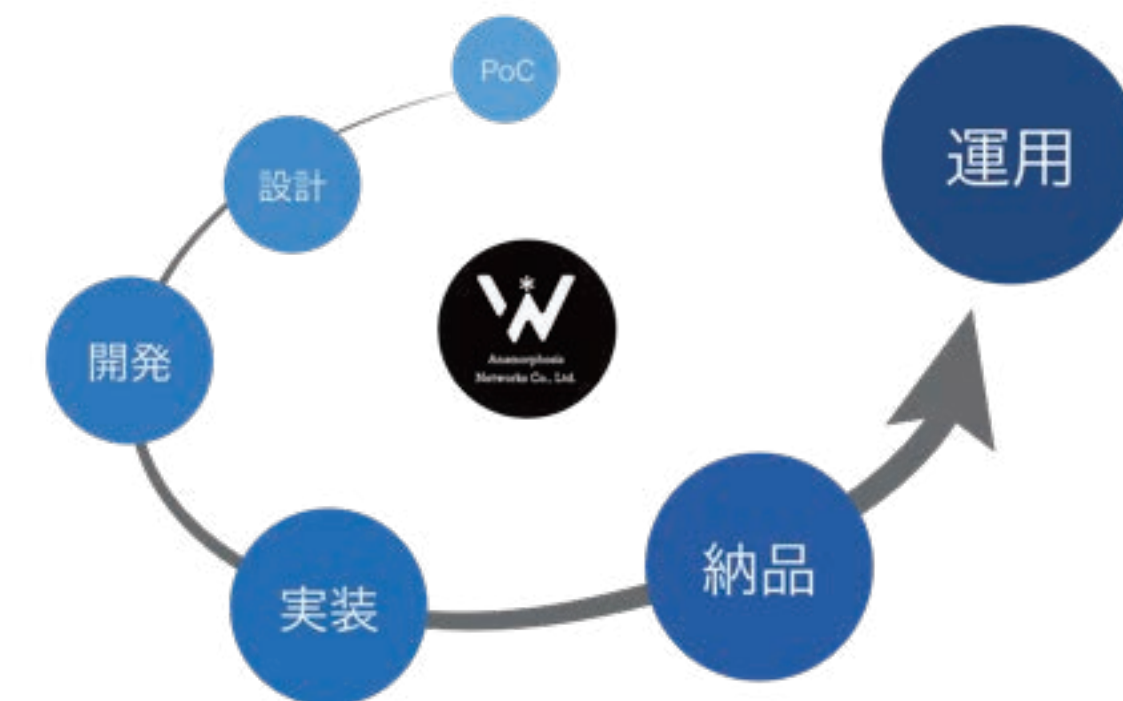 PoC
設計
開発
実装
納品
運用
Anamorphosis
Networks Co., Ltd.